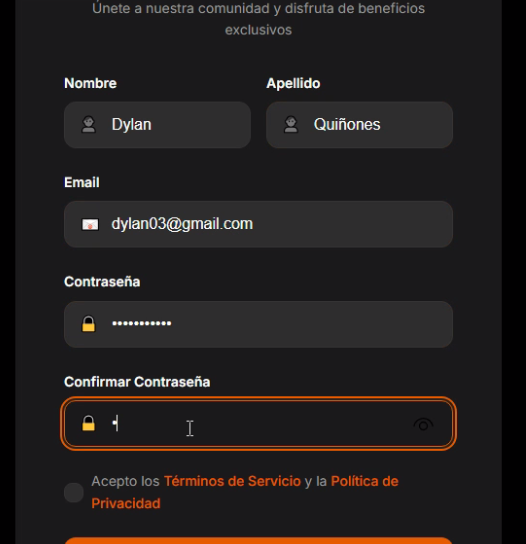 Únete a nuestra comunidad y disfruta de beneficios
exclusivos
Nombre
Apellido
Dylan
Quiñones
Email
dylan03@gmail.com
Contraseña
•••••••••••
Confirmar Contraseña
•
Acepto los Términos de Servicio y la Política de
Privacidad